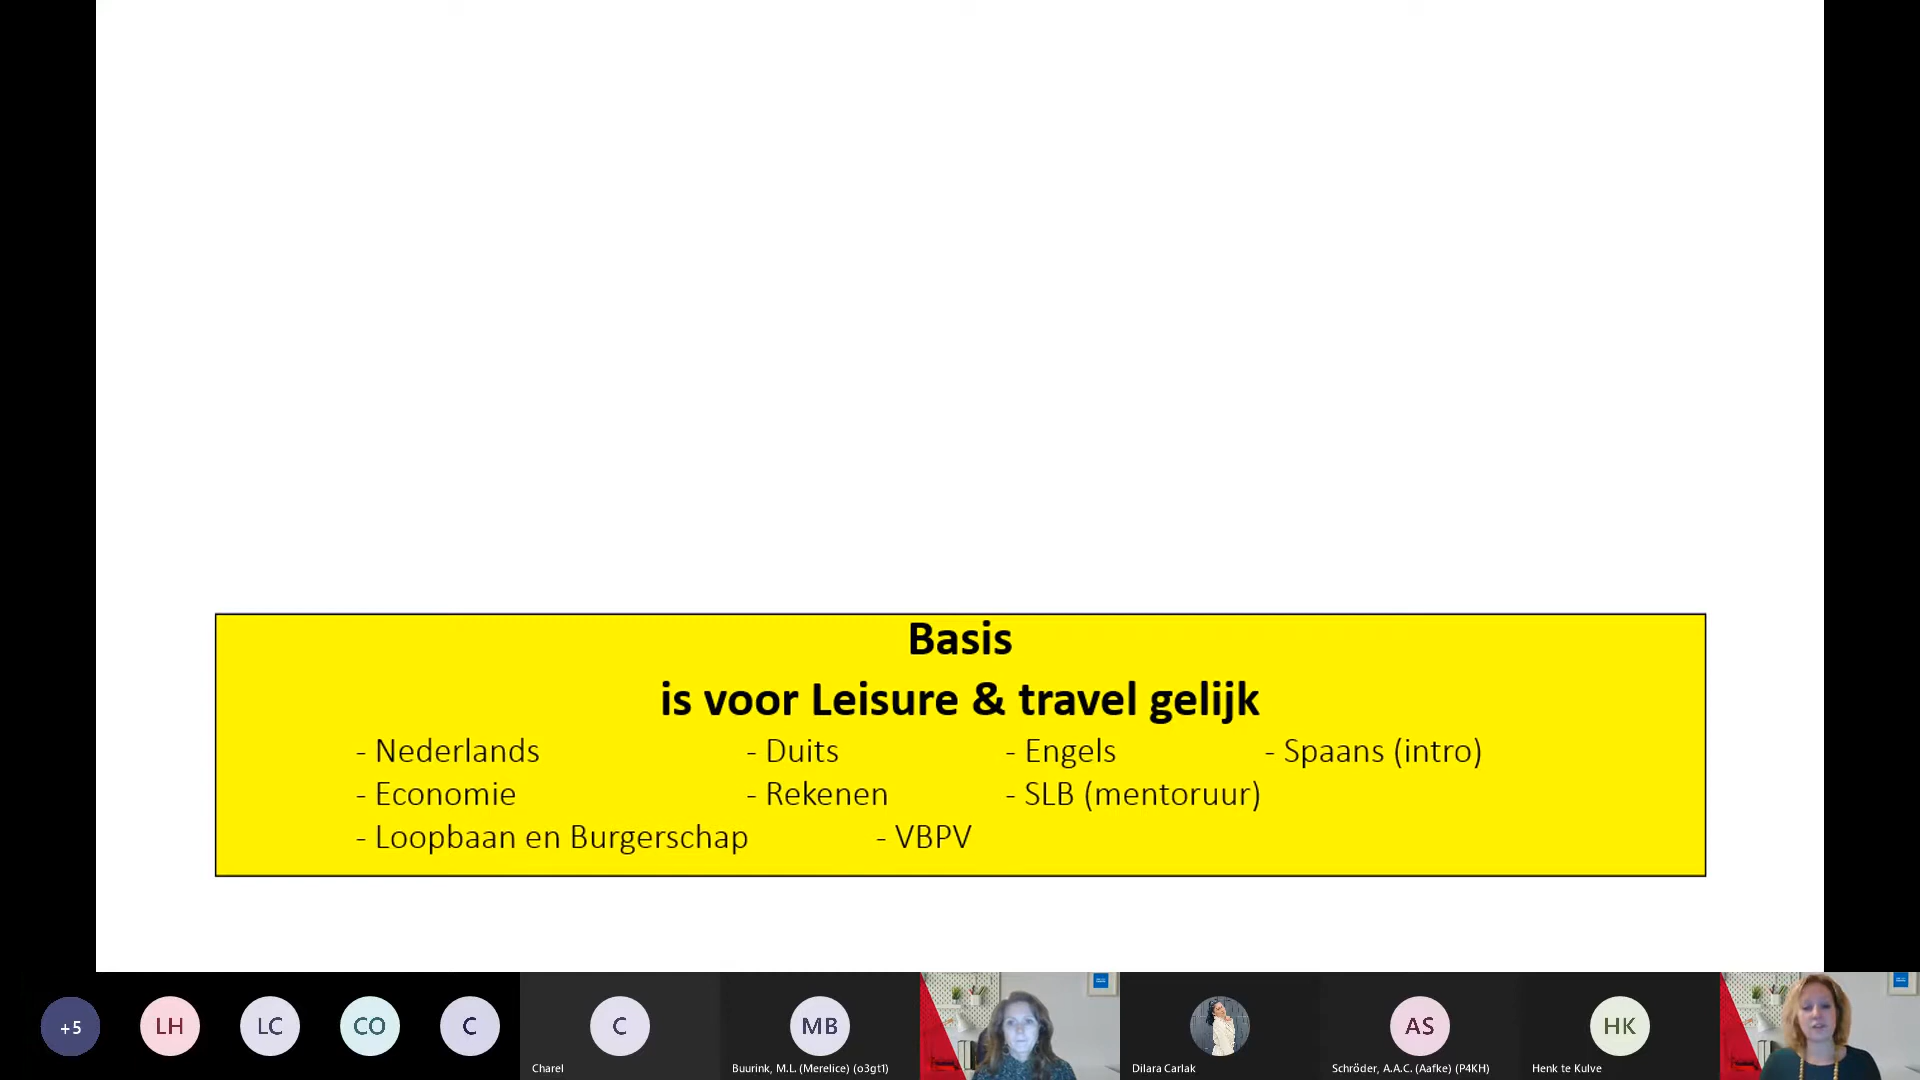 Basis
is voor Leisure & travel gelijk
- Nederlands - Duits - Engels - Spaans (intro)
- Economie - Rekenen - SLB (mentoruur)
- Loopbaan en Burgerschap - VBPV
+5 LH LC CO C C MB AS HK
Charel Buurink, M.L. (Merelice) (o3gt1) Dilara Carlak Schröder, A.A.C. (Aafke) (P4KH) Henk te Kulve